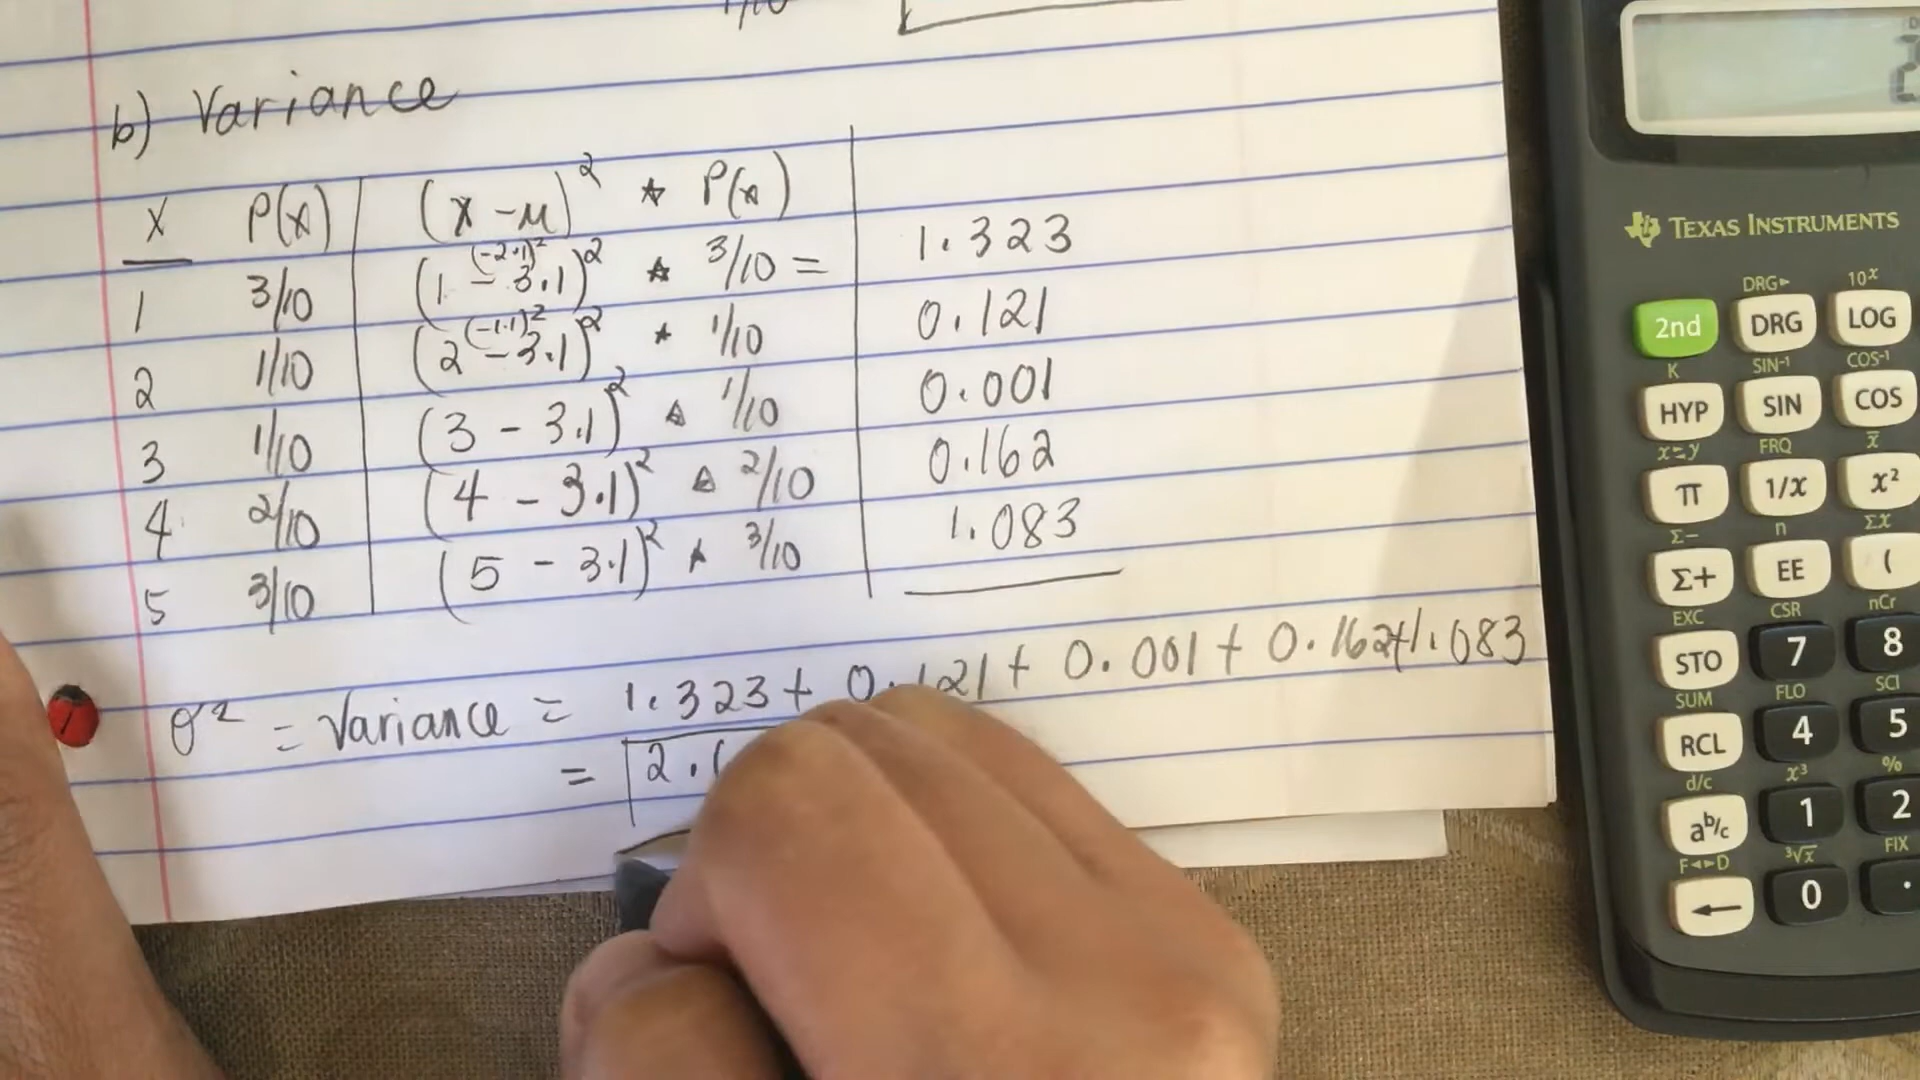 b) Variance
X P(x) (x - μ)² * P(x)
1 3/10 (-2.1)² (1 - 3.1)² * 3/10 = 1.323
2 1/10 (-1.1)² (2 - 3.1)² * 1/10 0.121
3 1/10 (3 - 3.1)² * 1/10 0.001
4 2/10 (4 - 3.1)² * 2/10 0.162
5 3/10 (5 - 3.1)² * 3/10 1.083
σ² = Variance = 1.323 + 0.121 + 0.001 + 0.162 + 1.083
= 2.
TEXAS INSTRUMENTS
DRG▸ 10ˣ
2nd DRG LOG
K SIN⁻¹ COS⁻¹
HYP SIN COS
x⇆y FRQ x̄
π 1/x x²
Σ− n Σx
Σ+ EE (
EXC CSR nCr
STO 7 8
SUM FLO SCI
RCL 4 5
d/c x³ %
ab/c 1 2
F◂▸D ³√x FIX
← 0 .